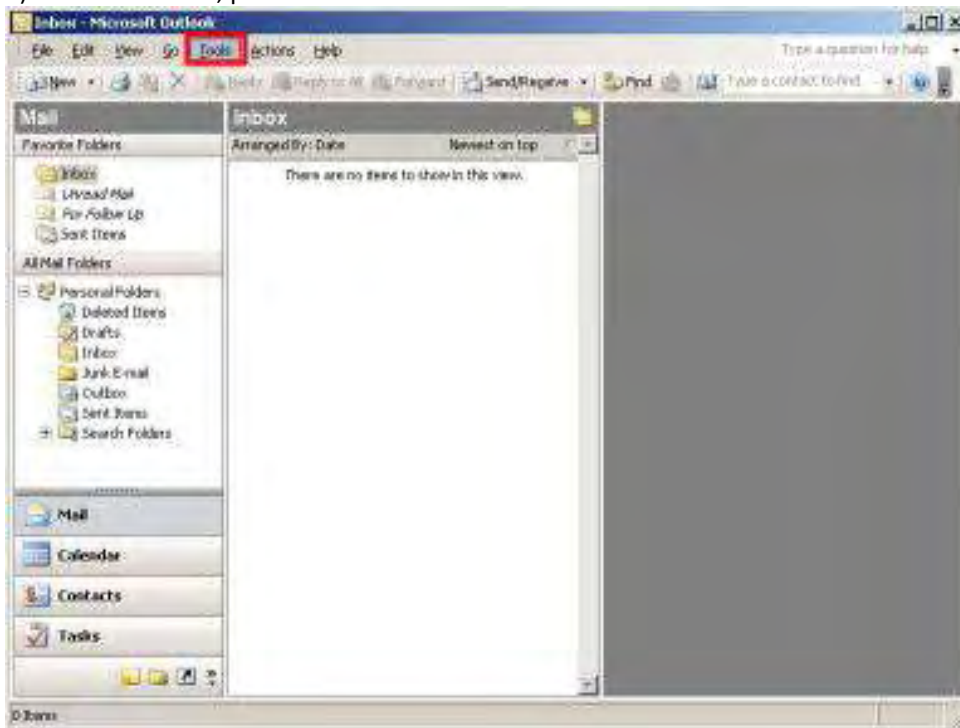 Inbox - Microsoft Outlook
File Edit View Go Tools Actions Help Type a question for help
New Reply Reply to All Forward Send/Receive Find Type a contact to find
Mail
Inbox
Favorite Folders
Arranged By: Date Newest on top
Inbox
There are no items to show in this view.
Unread Mail
For Follow Up
Sent Items
All Mail Folders
Personal Folders
Deleted Items
Drafts
Inbox
Junk E-mail
Outbox
Sent Items
Search Folders
Mail
Calendar
Contacts
Tasks
0 Items